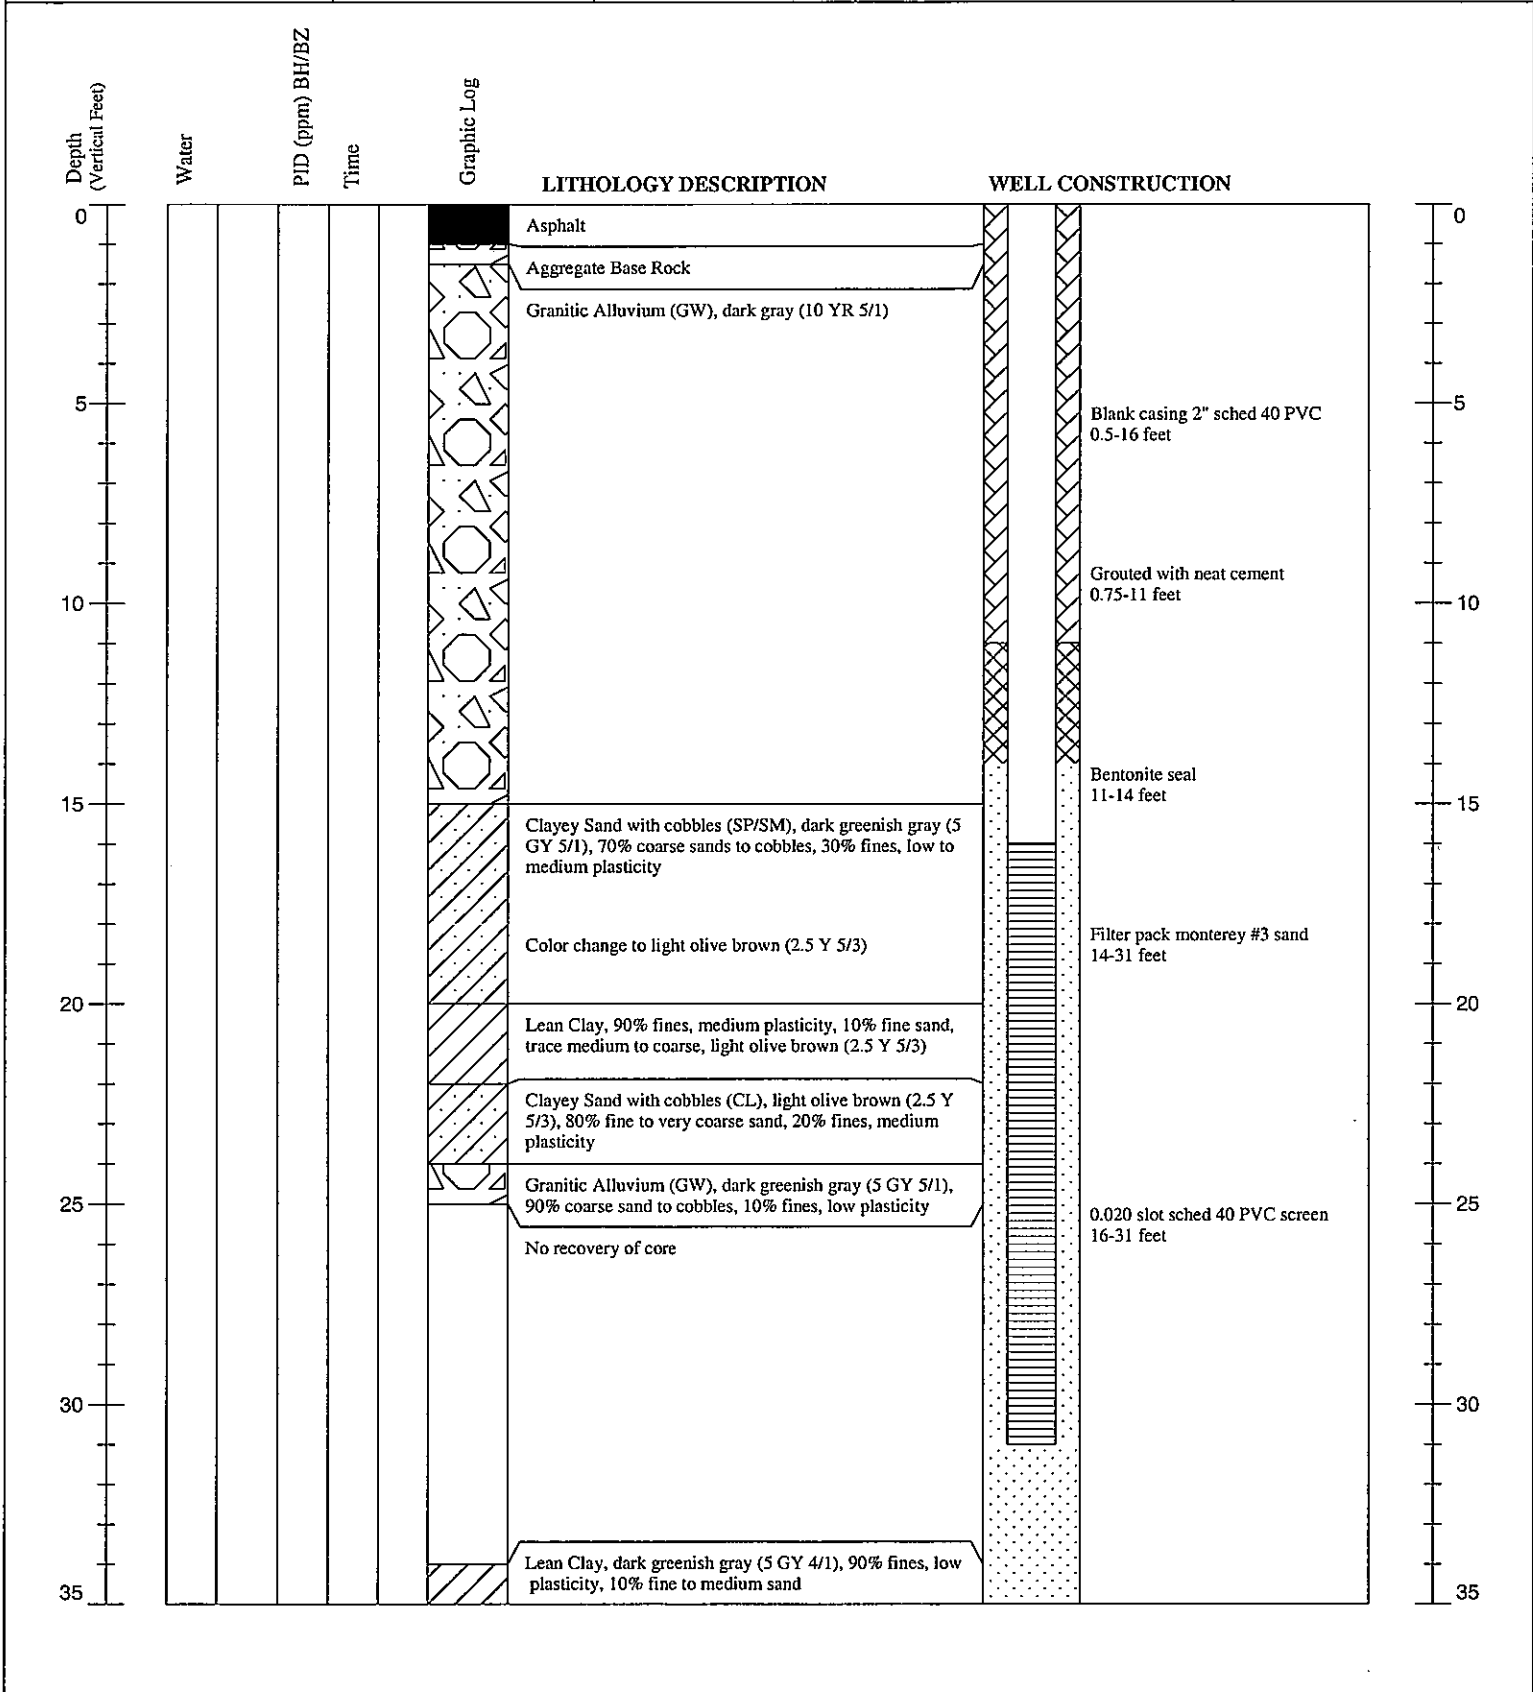 Depth
(Vertical Feet)
Water
PID (ppm) BH/BZ
Time
Graphic Log
LITHOLOGY DESCRIPTION
WELL CONSTRUCTION
0
0
Asphalt
Aggregate Base Rock
Granitic Alluvium (GW), dark gray (10 YR 5/1)
5
5
Blank casing 2" sched 40 PVC
0.5-16 feet
Grouted with neat cement
0.75-11 feet
10
10
Bentonite seal
11-14 feet
15
15
Clayey Sand with cobbles (SP/SM), dark greenish gray (5
GY 5/1), 70% coarse sands to cobbles, 30% fines, low to
medium plasticity
Color change to light olive brown (2.5 Y 5/3)
Filter pack monterey #3 sand
14-31 feet
20
20
Lean Clay, 90% fines, medium plasticity, 10% fine sand,
trace medium to coarse, light olive brown (2.5 Y 5/3)
Clayey Sand with cobbles (CL), light olive brown (2.5 Y
5/3), 80% fine to very coarse sand, 20% fines, medium
plasticity
Granitic Alluvium (GW), dark greenish gray (5 GY 5/1),
90% coarse sand to cobbles, 10% fines, low plasticity
25
25
0.020 slot sched 40 PVC screen
16-31 feet
No recovery of core
30
30
Lean Clay, dark greenish gray (5 GY 4/1), 90% fines, low
plasticity, 10% fine to medium sand
35
35